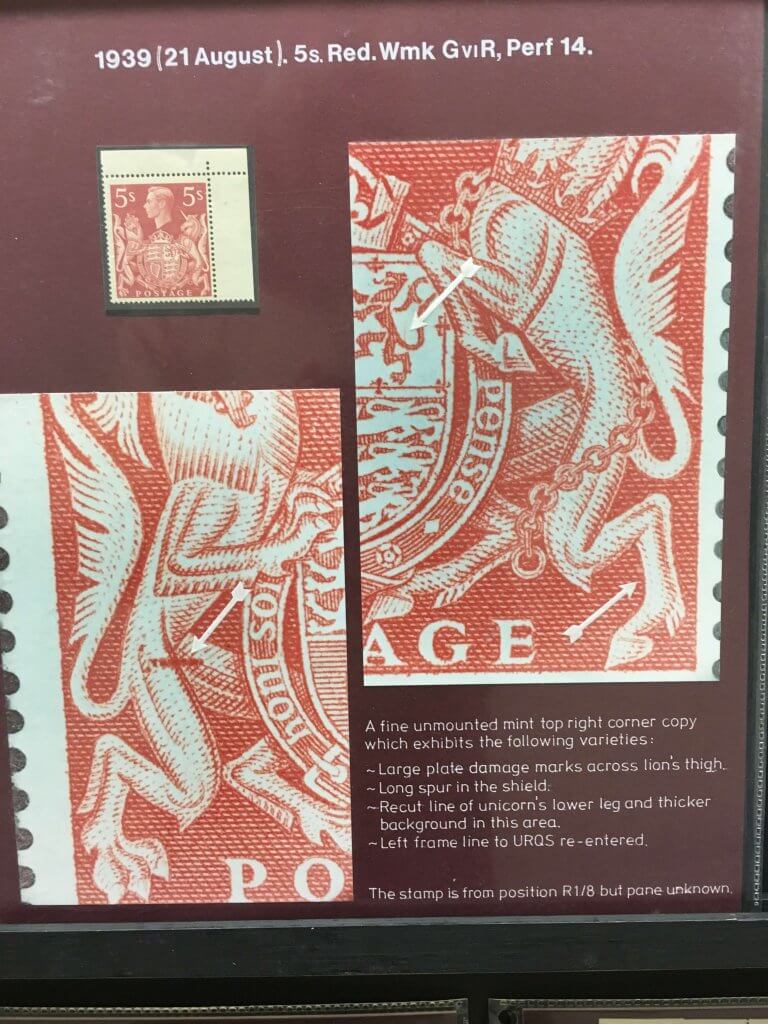 1939 (21 August). 5s. Red. Wmk GVIR, Perf 14.
5s 5s
POSTAGE
pense
AGE
PO
A fine unmounted mint top right corner copy
which exhibits the following varieties:
~ Large plate damage marks across lion's thigh.
~ Long spur in the shield.
~ Recut line of unicorn's lower leg and thicker
background in this area.
~ Left frame line to URQS re-entered.
The stamp is from position R1/8 but pane unknown.